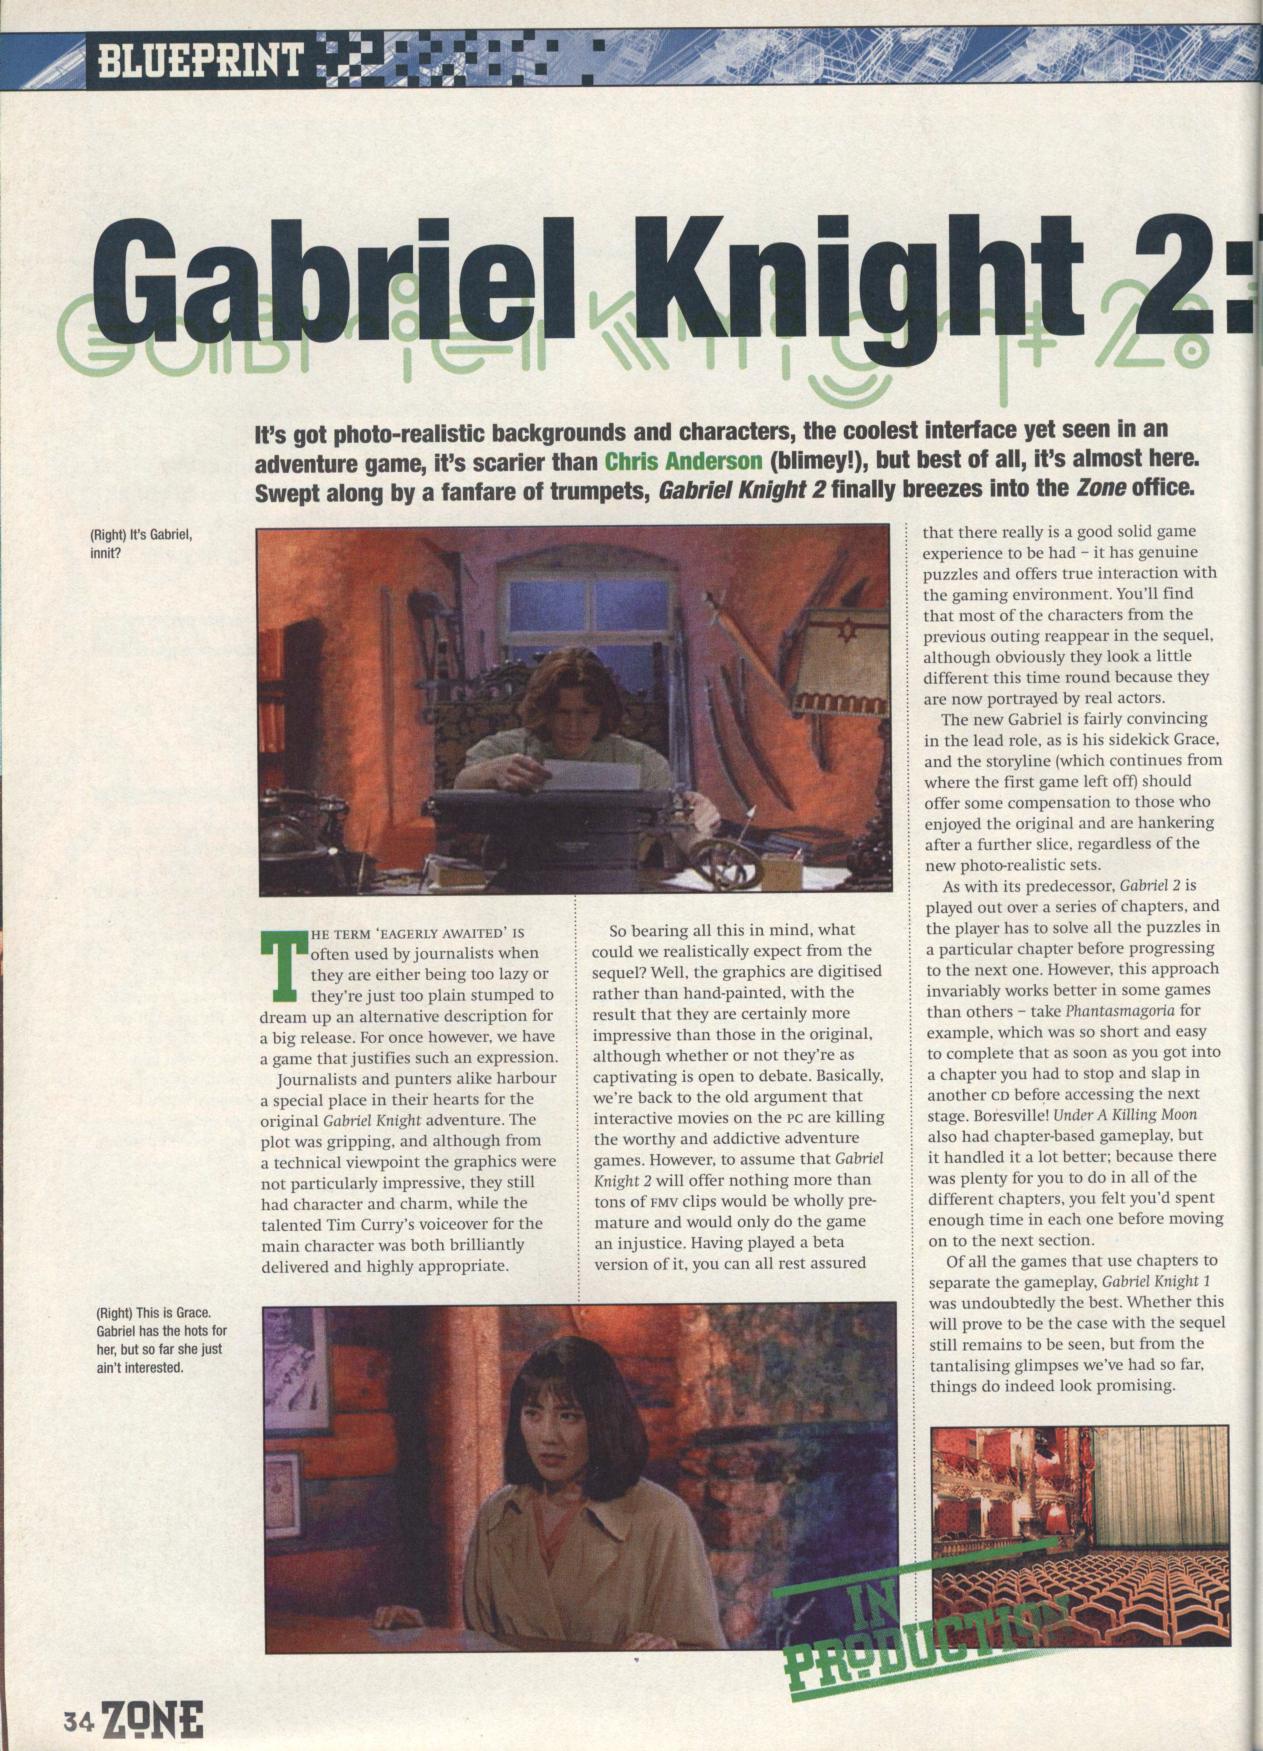 BLUEPRINT
Gabriel Knight 2:
Gabriel Knight 2:
It's got photo-realistic backgrounds and characters, the coolest interface yet seen in an
adventure game, it's scarier than Chris Anderson (blimey!), but best of all, it's almost here.
Swept along by a fanfare of trumpets, Gabriel Knight 2 finally breezes into the Zone office.
(Right) It's Gabriel,
innit?
THE TERM 'EAGERLY AWAITED' IS
often used by journalists when
they are either being too lazy or
they're just too plain stumped to
dream up an alternative description for
a big release. For once however, we have
a game that justifies such an expression.
Journalists and punters alike harbour
a special place in their hearts for the
original Gabriel Knight adventure. The
plot was gripping, and although from
a technical viewpoint the graphics were
not particularly impressive, they still
had character and charm, while the
talented Tim Curry's voiceover for the
main character was both brilliantly
delivered and highly appropriate.
So bearing all this in mind, what
could we realistically expect from the
sequel? Well, the graphics are digitised
rather than hand-painted, with the
result that they are certainly more
impressive than those in the original,
although whether or not they're as
captivating is open to debate. Basically,
we're back to the old argument that
interactive movies on the PC are killing
the worthy and addictive adventure
games. However, to assume that Gabriel
Knight 2 will offer nothing more than
tons of FMV clips would be wholly pre-
mature and would only do the game
an injustice. Having played a beta
version of it, you can all rest assured
that there really is a good solid game
experience to be had – it has genuine
puzzles and offers true interaction with
the gaming environment. You'll find
that most of the characters from the
previous outing reappear in the sequel,
although obviously they look a little
different this time round because they
are now portrayed by real actors.
The new Gabriel is fairly convincing
in the lead role, as is his sidekick Grace,
and the storyline (which continues from
where the first game left off) should
offer some compensation to those who
enjoyed the original and are hankering
after a further slice, regardless of the
new photo-realistic sets.
As with its predecessor, Gabriel 2 is
played out over a series of chapters, and
the player has to solve all the puzzles in
a particular chapter before progressing
to the next one. However, this approach
invariably works better in some games
than others – take Phantasmagoria for
example, which was so short and easy
to complete that as soon as you got into
a chapter you had to stop and slap in
another CD before accessing the next
stage. Boresville! Under A Killing Moon
also had chapter-based gameplay, but
it handled it a lot better; because there
was plenty for you to do in all of the
different chapters, you felt you'd spent
enough time in each one before moving
on to the next section.
Of all the games that use chapters to
separate the gameplay, Gabriel Knight 1
was undoubtedly the best. Whether this
will prove to be the case with the sequel
still remains to be seen, but from the
tantalising glimpses we've had so far,
things do indeed look promising.
(Right) This is Grace.
Gabriel has the hots for
her, but so far she just
ain't interested.
IN
PRODUCTION
34 ZONE